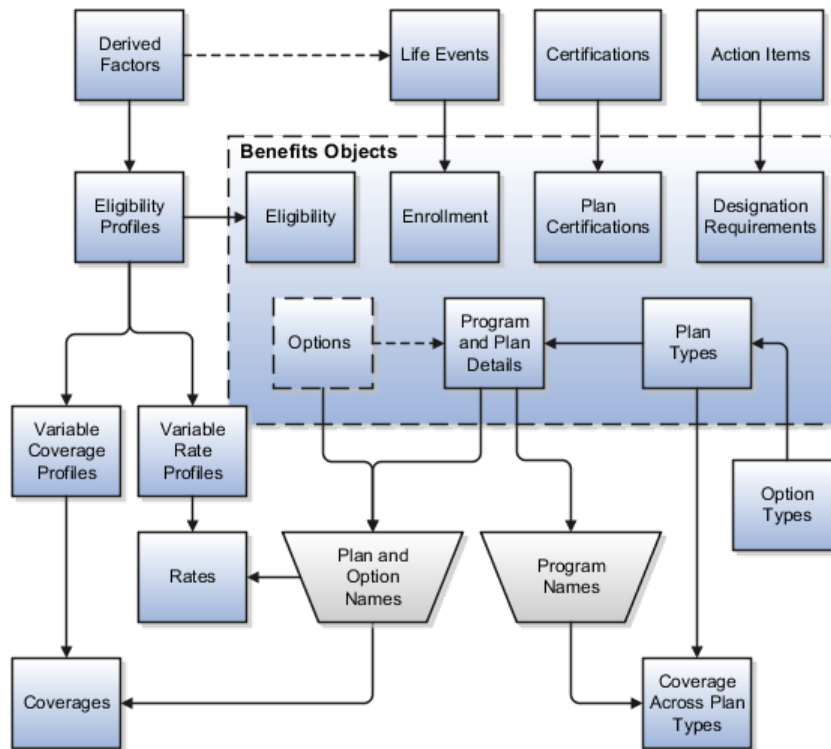 Derived
Factors
Life Events
Certifications
Action Items
Benefits Objects
Eligibility
Profiles
Eligibility
Enrollment
Plan
Certifications
Designation
Requirements
Options
Program
and Plan
Details
Plan
Types
Variable
Coverage
Profiles
Variable
Rate
Profiles
Option
Types
Rates
Plan and
Option
Names
Program
Names
Coverages
Coverage
Across Plan
Types